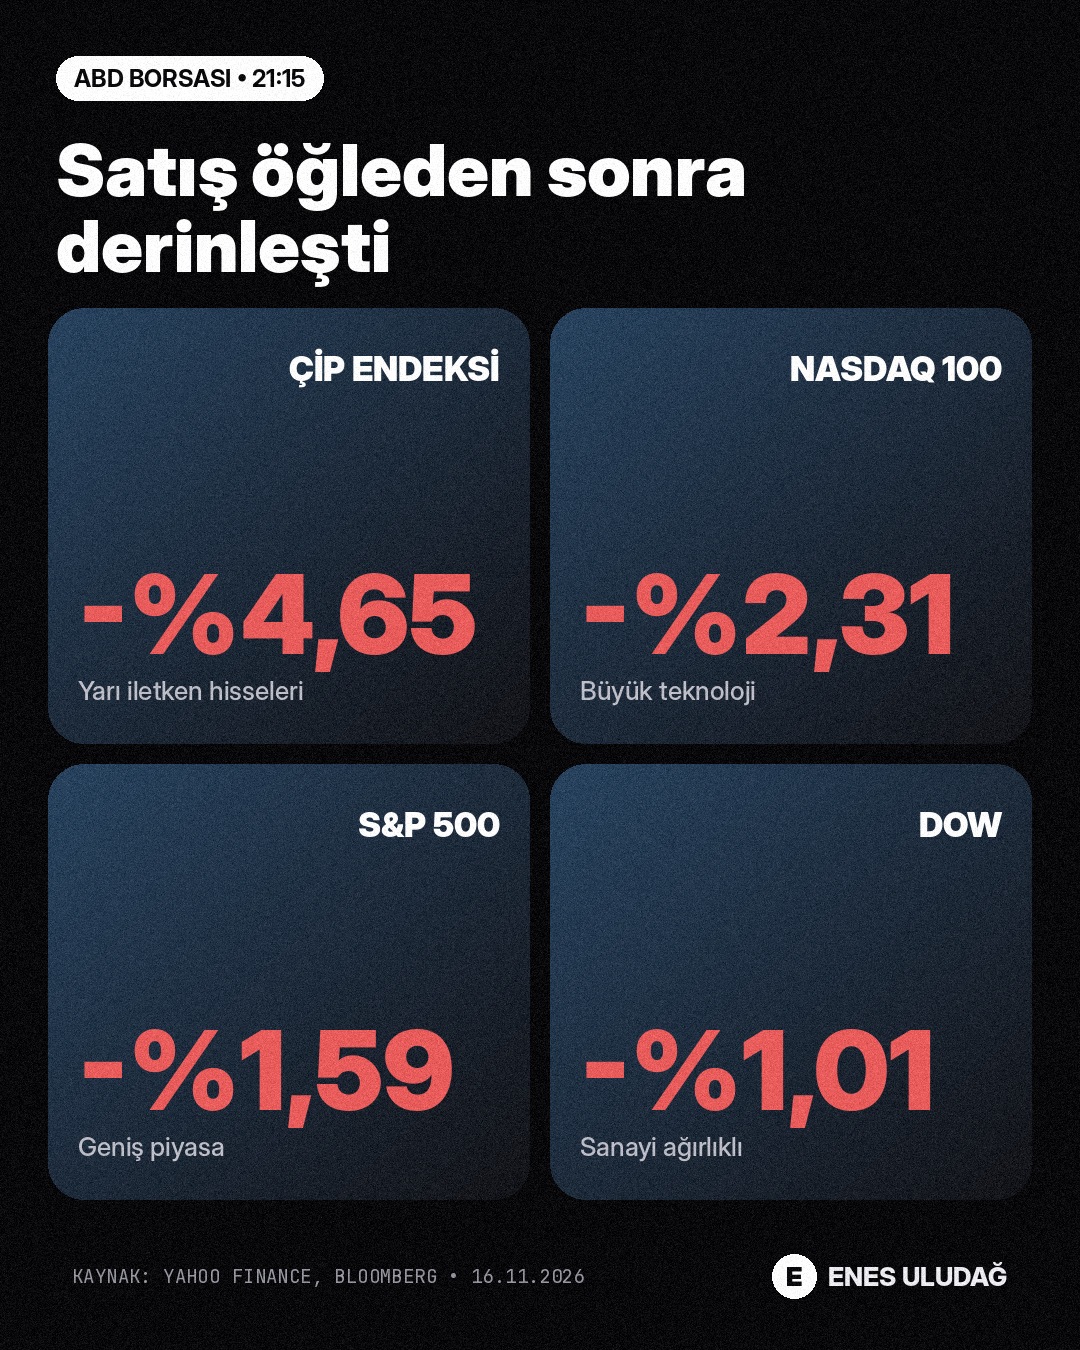 ABD BORSASI • 21:15
Satış öğleden sonra
derinleşti
ÇİP ENDEKSİ
-%4,65
Yarı iletken hisseleri
NASDAQ 100
-%2,31
Büyük teknoloji
S&P 500
-%1,59
Geniş piyasa
DOW
-%1,01
Sanayi ağırlıklı
KAYNAK: YAHOO FINANCE, BLOOMBERG • 16.11.2026
E ENES ULUDAĞ